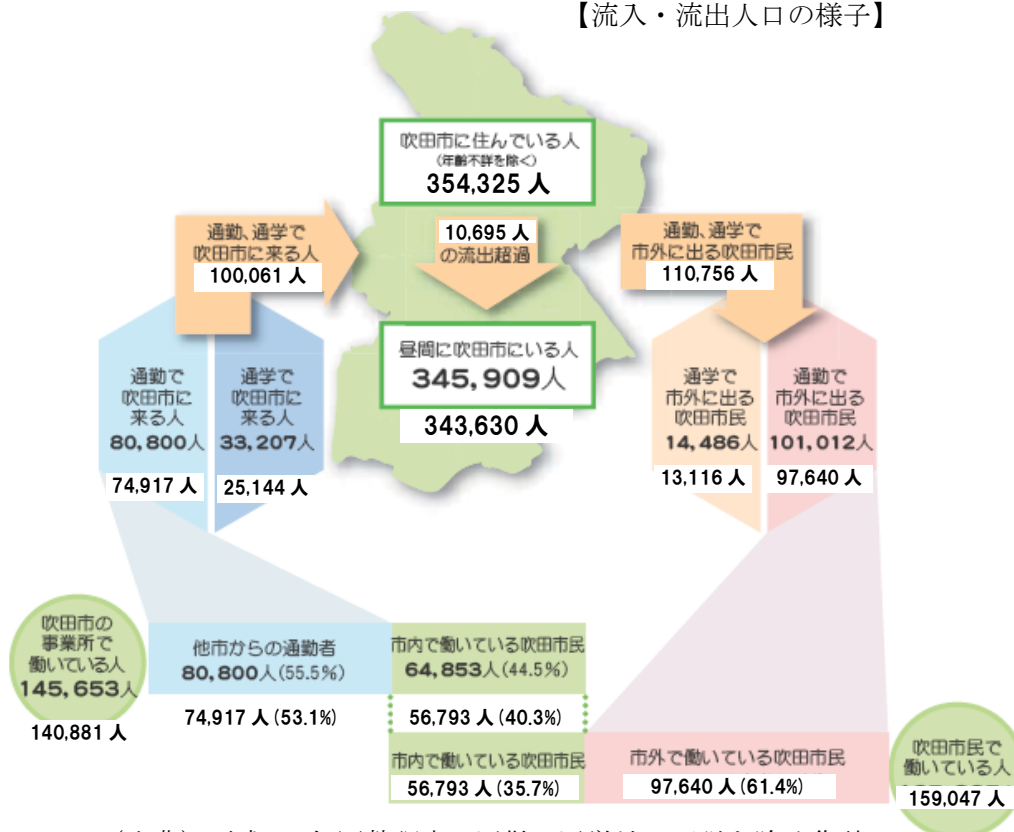 【流入・流出人口の様子】
吹田市に住んでいる人
(年齢不詳を除く)
354,325 人
10,695 人
の流出超過
昼間に吹田市にいる人
345,909人
343,630 人
通勤、通学で
吹田市に来る人
100,061 人
通勤で
吹田市に
来る人
80,800人
74,917 人
通学で
吹田市に
来る人
33,207人
25,144 人
通勤、通学で
市外に出る吹田市民
110,756 人
通学で
市外に出る
吹田市民
14,486人
13,116 人
通勤で
市外に出る
吹田市民
101,012人
97,640 人
吹田市の
事業所で
働いている人
145,653人
140,881 人
他市からの通勤者
80,800人(55.5%)
74,917 人(53.1%)
市内で働いている吹田市民
64,853人(44.5%)
56,793 人(40.3%)
市内で働いている吹田市民
56,793 人(35.7%)
市外で働いている吹田市民
97,640 人(61.4%)
吹田市民で
働いている人
159,047 人